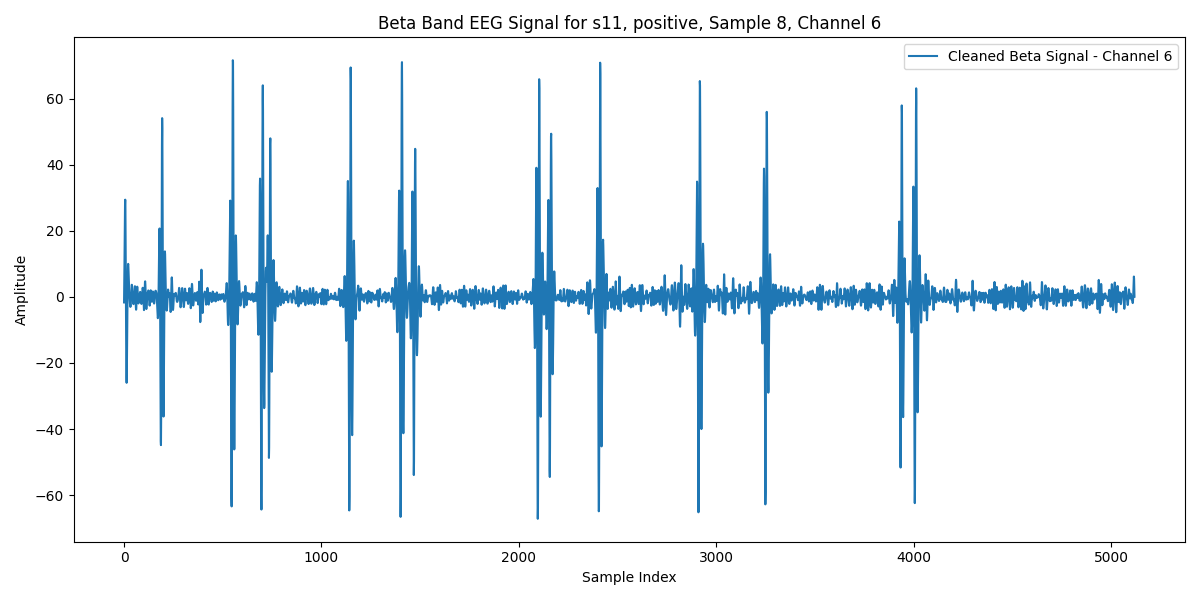 Beta Band EEG Signal for s11, positive, Sample 8, Channel 6
Cleaned Beta Signal - Channel 6
Amplitude
60
40
20
0
−20
−40
−60
0 1000 2000 3000 4000 5000
Sample Index